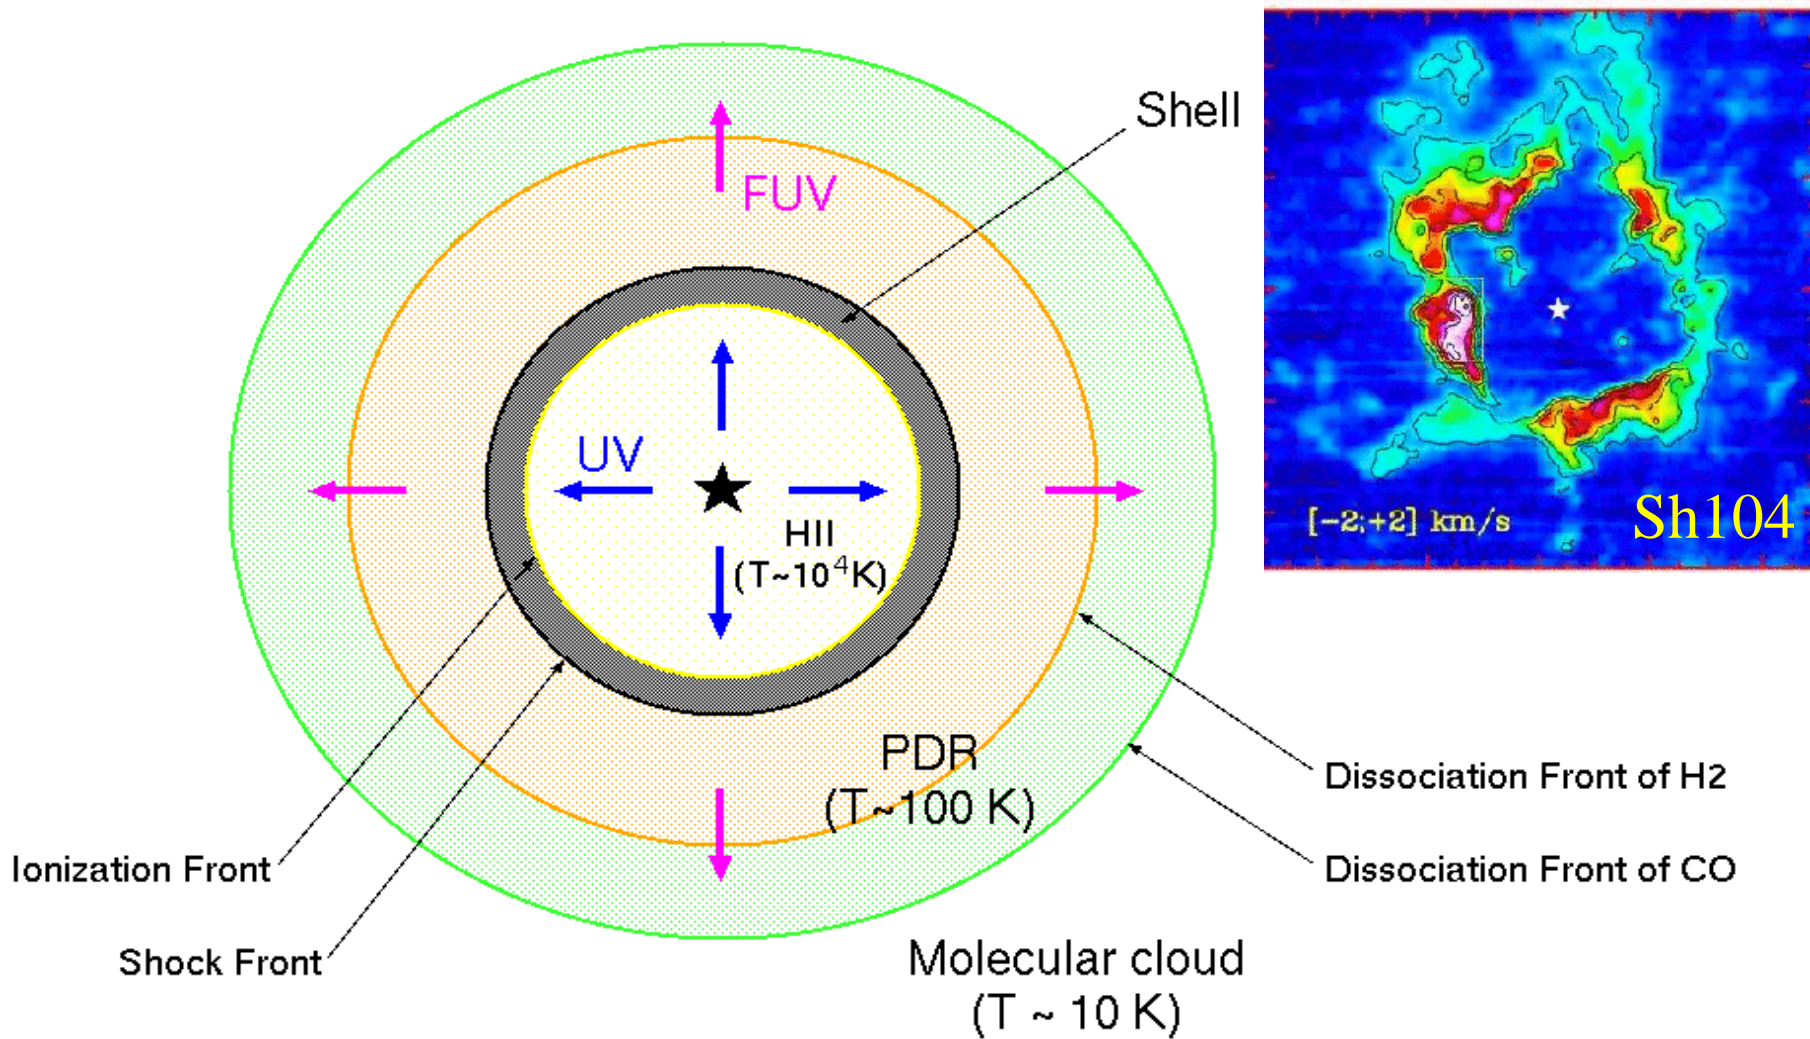 Shell
FUV
UV
HII
(T~10⁴K)
[-2;+2] km/s
Sh104
PDR
(T~100 K)
Dissociation Front of H2
Ionization Front
Dissociation Front of CO
Shock Front
Molecular cloud
(T ~ 10 K)